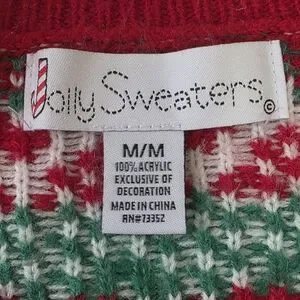 Jolly Sweaters©
M/M
100% ACRYLIC
EXCLUSIVE OF
DECORATION
MADE IN CHINA
RN#73352